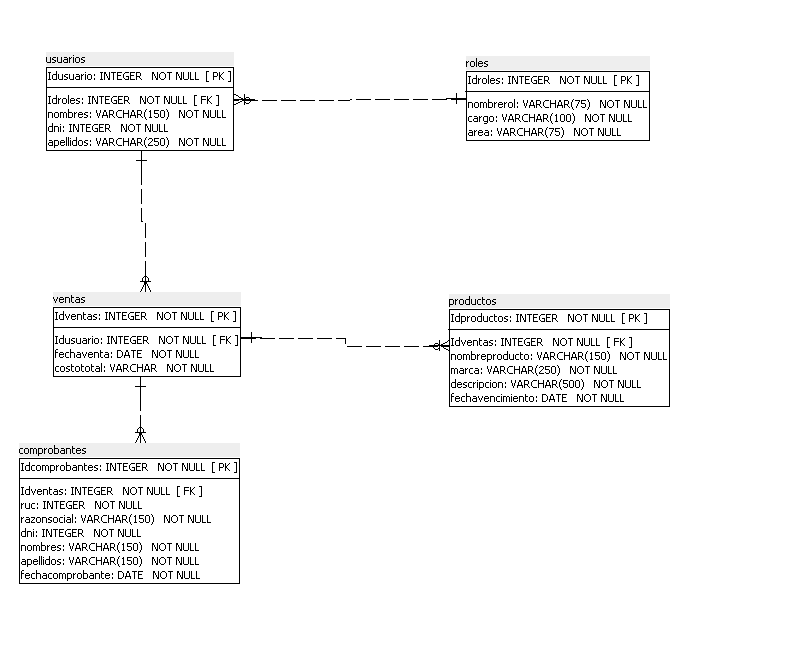 usuarios
Idusuario: INTEGER NOT NULL [ PK ]
Idroles: INTEGER NOT NULL [ FK ]
nombres: VARCHAR(150) NOT NULL
dni: INTEGER NOT NULL
apellidos: VARCHAR(250) NOT NULL
roles
Idroles: INTEGER NOT NULL [ PK ]
nombrerol: VARCHAR(75) NOT NULL
cargo: VARCHAR(100) NOT NULL
area: VARCHAR(75) NOT NULL
ventas
Idventas: INTEGER NOT NULL [ PK ]
Idusuario: INTEGER NOT NULL [ FK ]
fechaventa: DATE NOT NULL
costototal: VARCHAR NOT NULL
productos
Idproductos: INTEGER NOT NULL [ PK ]
Idventas: INTEGER NOT NULL [ FK ]
nombreproducto: VARCHAR(150) NOT NULL
marca: VARCHAR(250) NOT NULL
descripcion: VARCHAR(500) NOT NULL
fechavencimiento: DATE NOT NULL
comprobantes
Idcomprobantes: INTEGER NOT NULL [ PK ]
Idventas: INTEGER NOT NULL [ FK ]
ruc: INTEGER NOT NULL
razonsocial: VARCHAR(150) NOT NULL
dni: INTEGER NOT NULL
nombres: VARCHAR(150) NOT NULL
apellidos: VARCHAR(150) NOT NULL
fechacomprobante: DATE NOT NULL